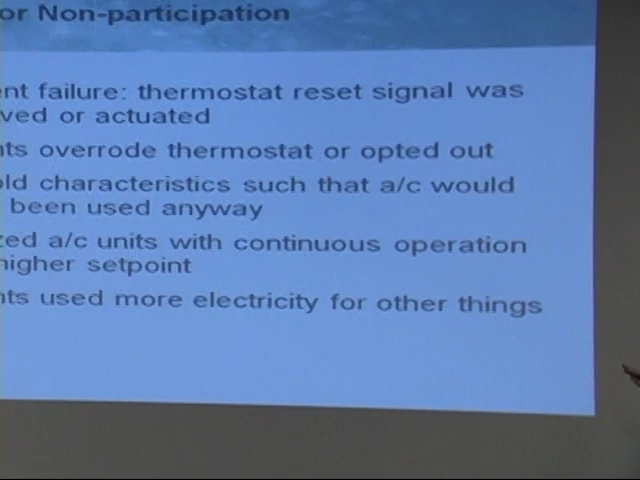 or Non-participation
nt failure: thermostat reset signal was
ved or actuated
nts overrode thermostat or opted out
old characteristics such that a/c would
been used anyway
zed a/c units with continuous operation
higher setpoint
nts used more electricity for other things